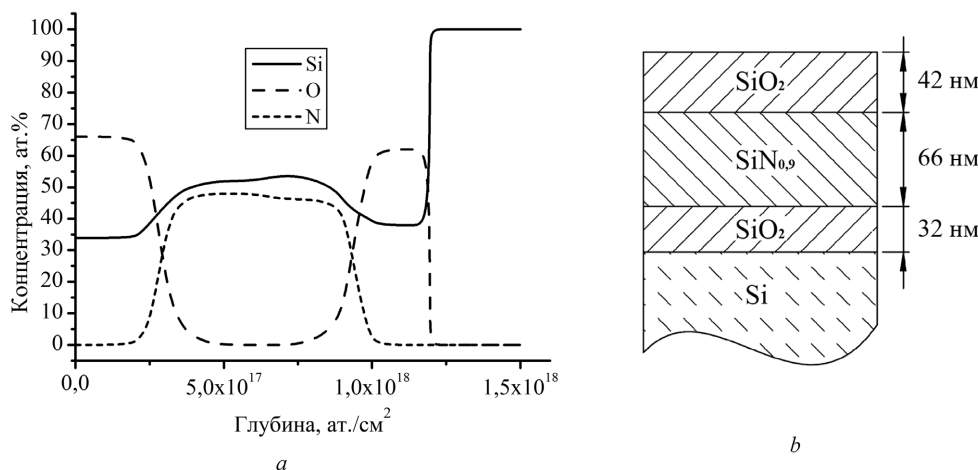 100
90
80
70
60
50
40
30
20
10
0
Концентрация, ат.%
Si
O
N
0,0
5,0x10^17
1,0x10^18
1,5x10^18
Глубина, ат./см^2
a
SiO2
42 нм
SiN0,9
66 нм
SiO2
32 нм
Si
b